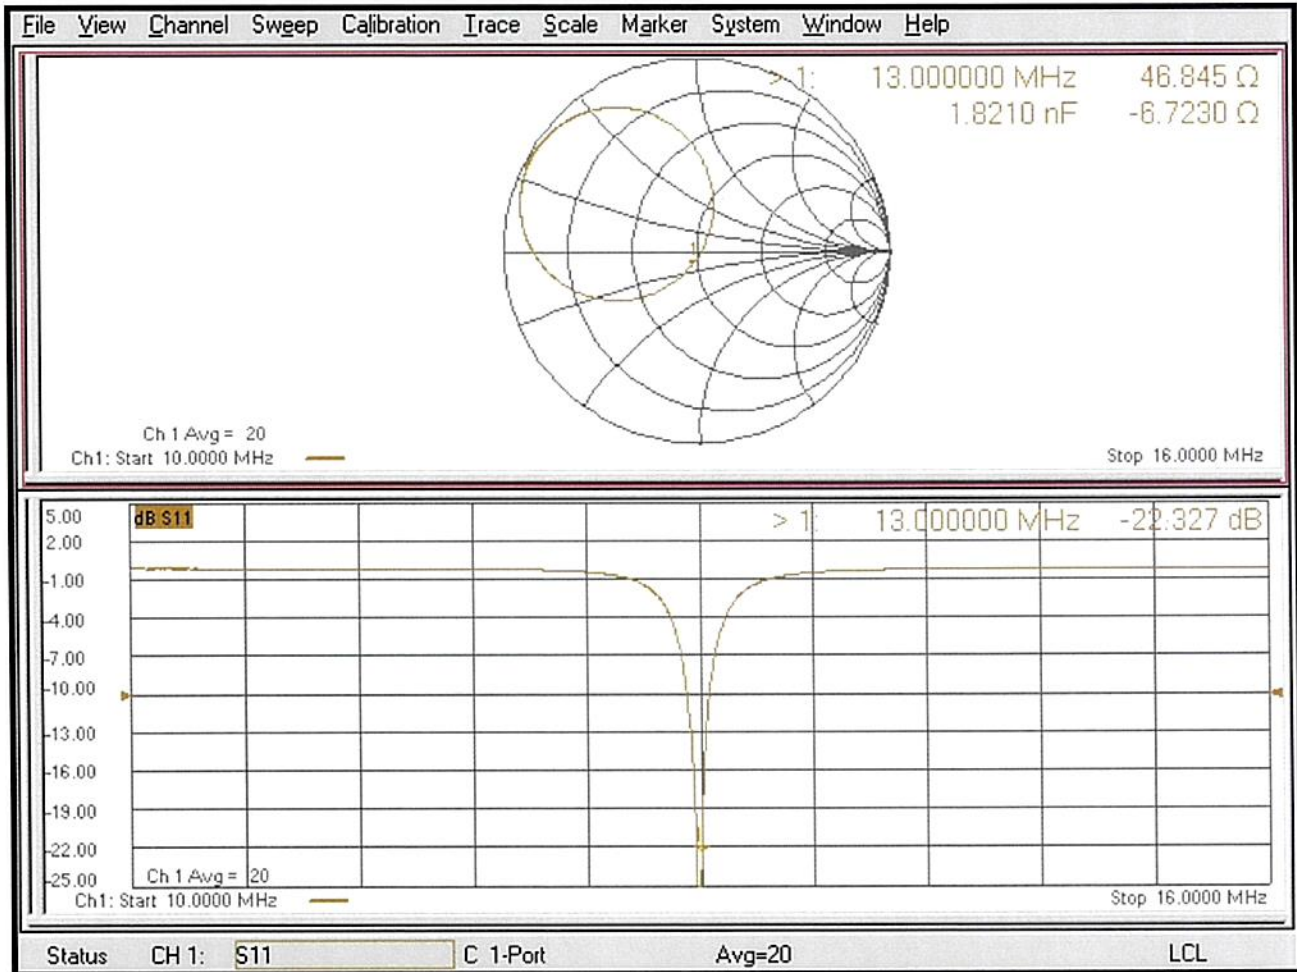 File View Channel Sweep Calibration Trace Scale Marker System Window Help
> 1: 13.000000 MHz 46.845 Ω
1.8210 nF -6.7230 Ω
1
Ch 1 Avg = 20
Ch1: Start 10.0000 MHz
Stop 16.0000 MHz
5.00
dB S11
> 1: 13.000000 MHz -22.327 dB
2.00
-1.00
-4.00
-7.00
-10.00
-13.00
-16.00
-19.00
-22.00
-25.00
Ch 1 Avg = 20
Ch1: Start 10.0000 MHz
Stop 16.0000 MHz
Status CH 1: S11 C 1-Port Avg=20 LCL